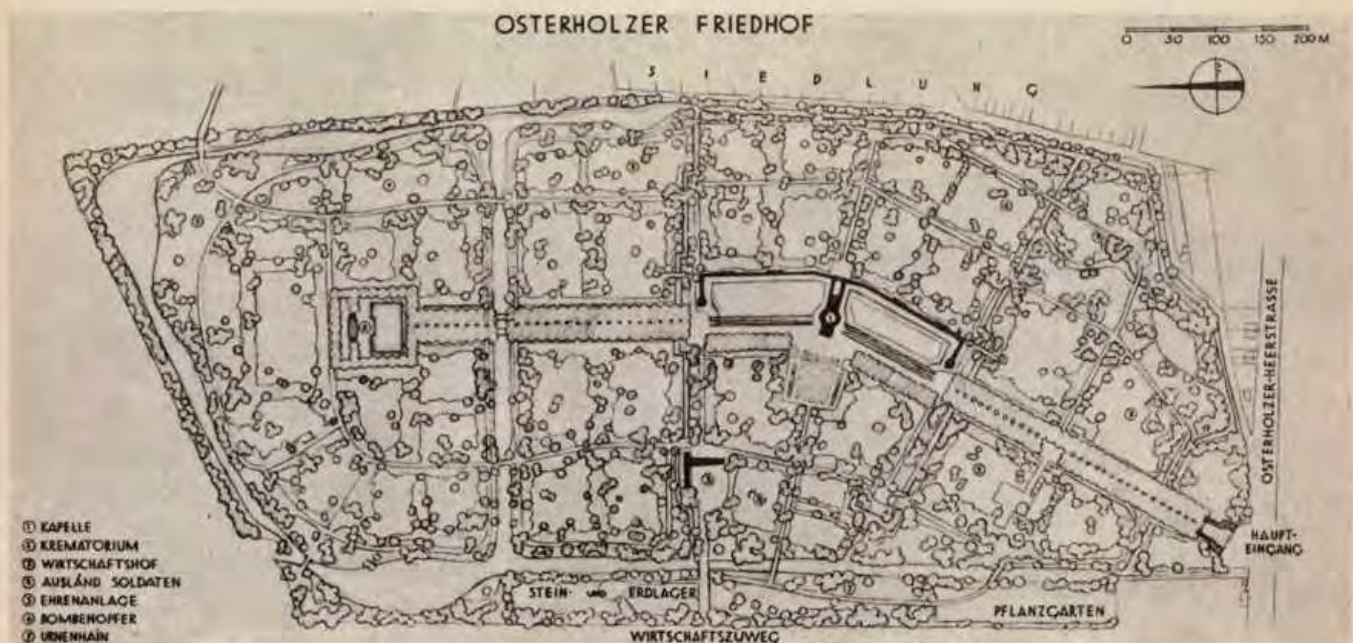 OSTERHOLZER FRIEDHOF
0 50 100 150 200 M
SIEDLUNG
OSTERHOLZER-HEERSTRASSE
HAUPT-
EINGANG
① KAPELLE
② KREMATORIUM
③ WIRTSCHAFTSHOF
④ AUSLÄND SOLDATEN
⑤ EHRENANLAGE
⑥ BOMBENOPFER
⑦ URNENHAIN
STEIN- UND ERDLAGER
PFLANZGARTEN
WIRTSCHAFTSZUWEG